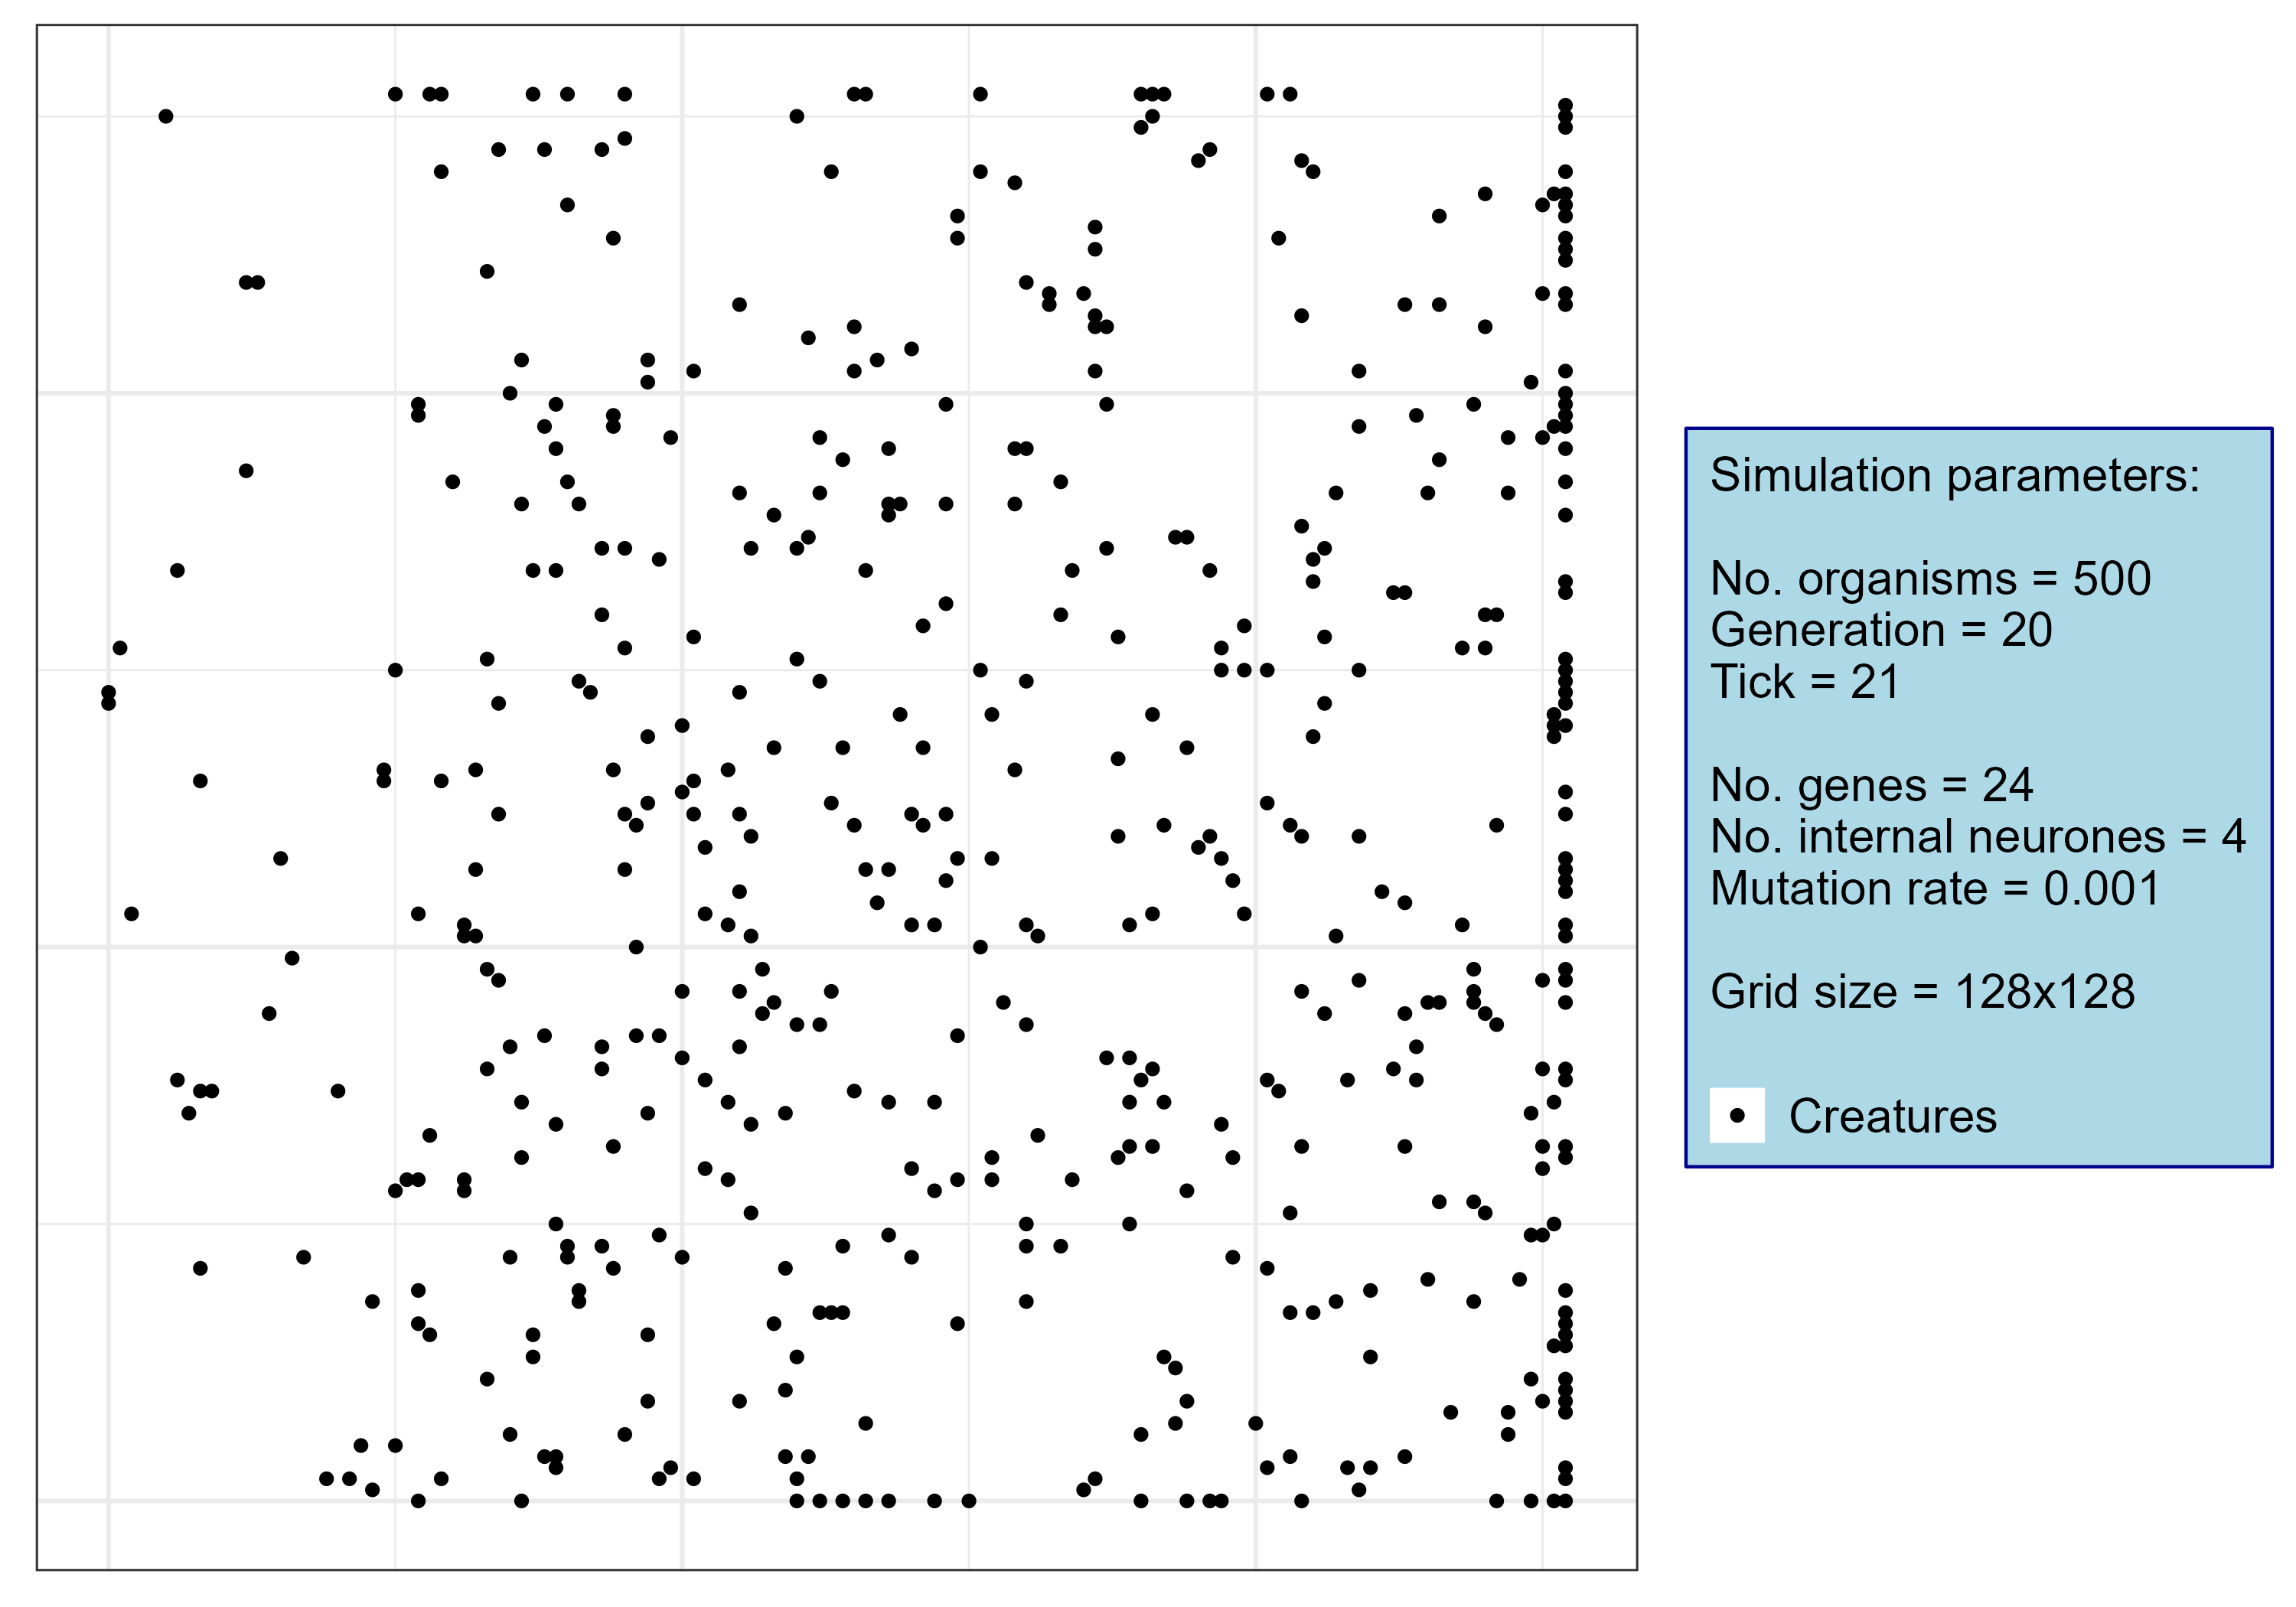 Simulation parameters:
No. organisms = 500
Generation = 20
Tick = 21
No. genes = 24
No. internal neurones = 4
Mutation rate = 0.001
Grid size = 128x128
Creatures